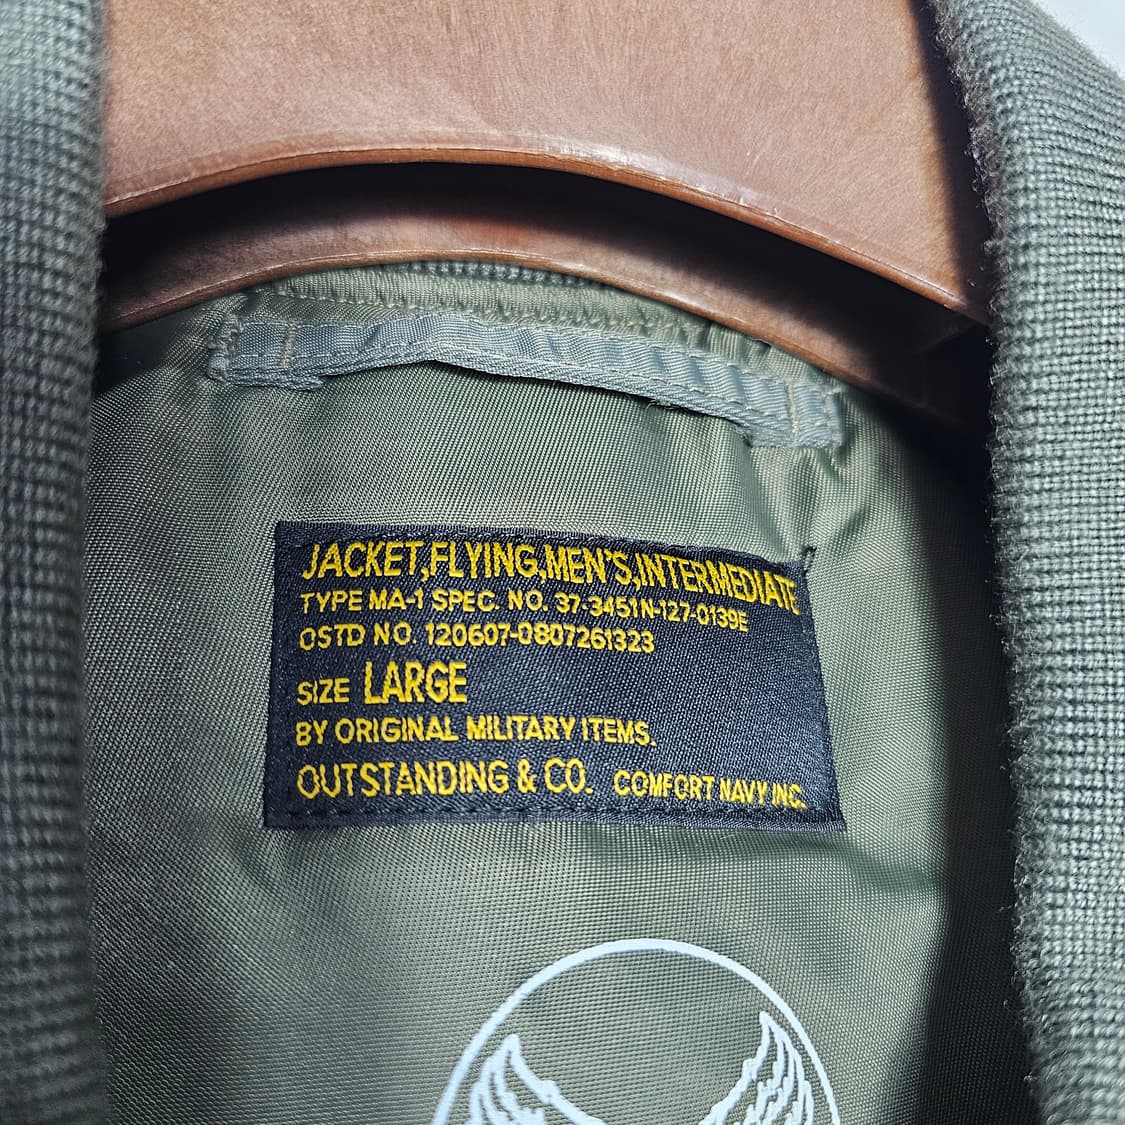 JACKET,FLYING,MEN'S,INTERMEDIATE
TYPE MA-1 SPEC. NO. 37-3451N-127-0139E
OSTD NO. 120607-0807261323
SIZE LARGE
BY ORIGINAL MILITARY ITEMS.
OUTSTANDING & CO. COMFORT NAVY INC.